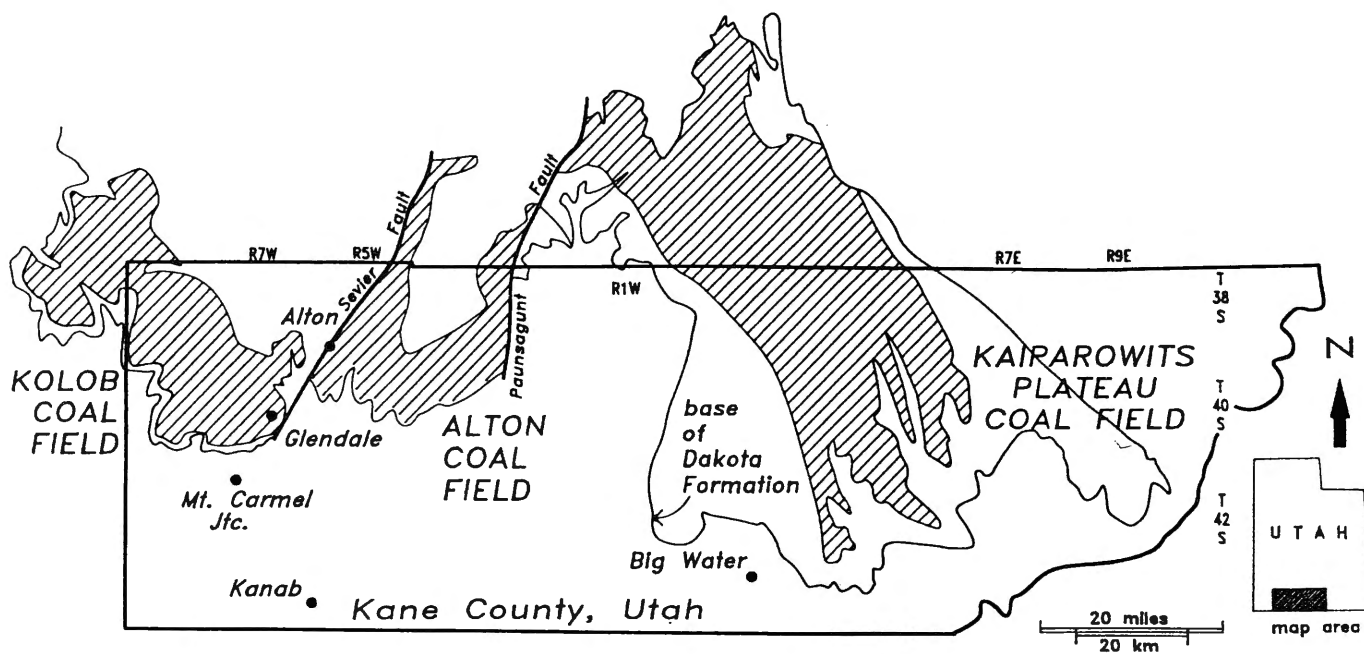 R7W
R5W
Fault
Fault
R1W
R7E
R9E
T
38
S
Alton
Sevier
Paunsagunt
KOLOB
COAL
FIELD
Glendale
ALTON
COAL
FIELD
base
of
Dakota
Formation
KAIPAROWITS
PLATEAU
COAL FIELD
T
40
S
N
Mt. Carmel
Jtc.
T
42
S
UTAH
Big Water
Kanab
Kane County, Utah
20 miles
20 km
map area